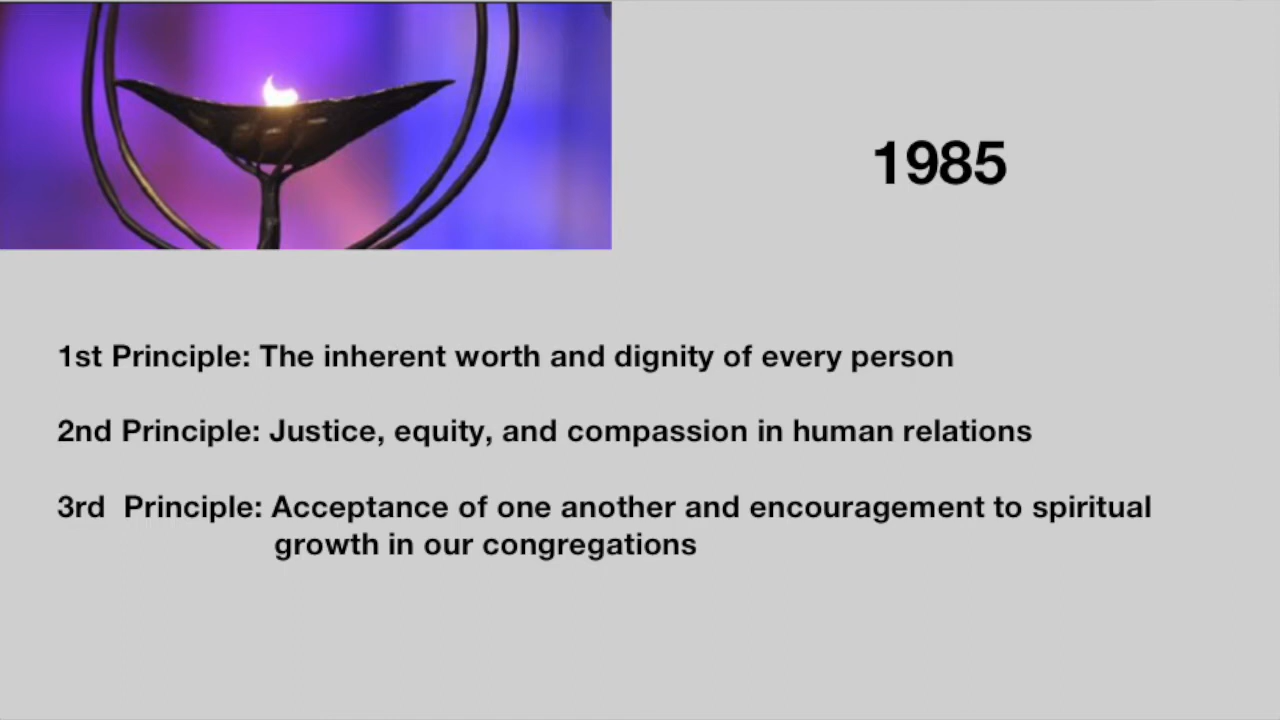 1985
1st Principle: The inherent worth and dignity of every person
2nd Principle: Justice, equity, and compassion in human relations
3rd  Principle: Acceptance of one another and encouragement to spiritual
growth in our congregations